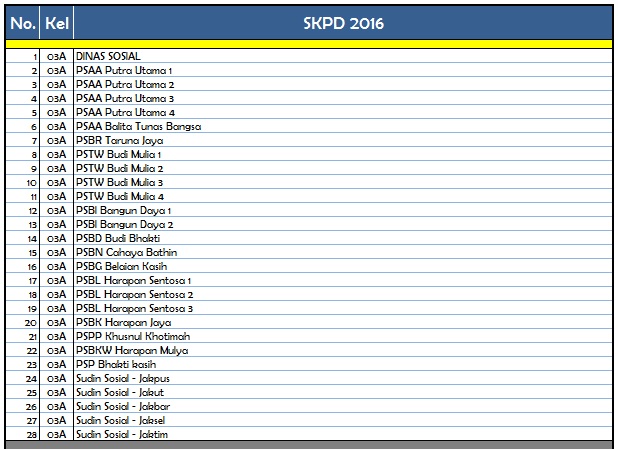 No. Kel SKPD 2016
1 03A DINAS SOSIAL
2 03A PSAA Putra Utama 1
3 03A PSAA Putra Utama 2
4 03A PSAA Putra Utama 3
5 03A PSAA Putra Utama 4
6 03A PSAA Balita Tunas Bangsa
7 03A PSBR Taruna Jaya
8 03A PSTW Budi Mulia 1
9 03A PSTW Budi Mulia 2
10 03A PSTW Budi Mulia 3
11 03A PSTW Budi Mulia 4
12 03A PSBI Bangun Daya 1
13 03A PSBI Bangun Daya 2
14 03A PSBD Budi Bhakti
15 03A PSBN Cahaya Bathin
16 03A PSBG Belaian Kasih
17 03A PSBL Harapan Sentosa 1
18 03A PSBL Harapan Sentosa 2
19 03A PSBL Harapan Sentosa 3
20 03A PSBK Harapan Jaya
21 03A PSPP Khusnul Khotimah
22 03A PSBKW Harapan Mulya
23 03A PSP Bhakti kasih
24 03A Sudin Sosial - Jakpus
25 03A Sudin Sosial - Jakut
26 03A Sudin Sosial - Jakbar
27 03A Sudin Sosial - Jaksel
28 03A Sudin Sosial - Jaktim